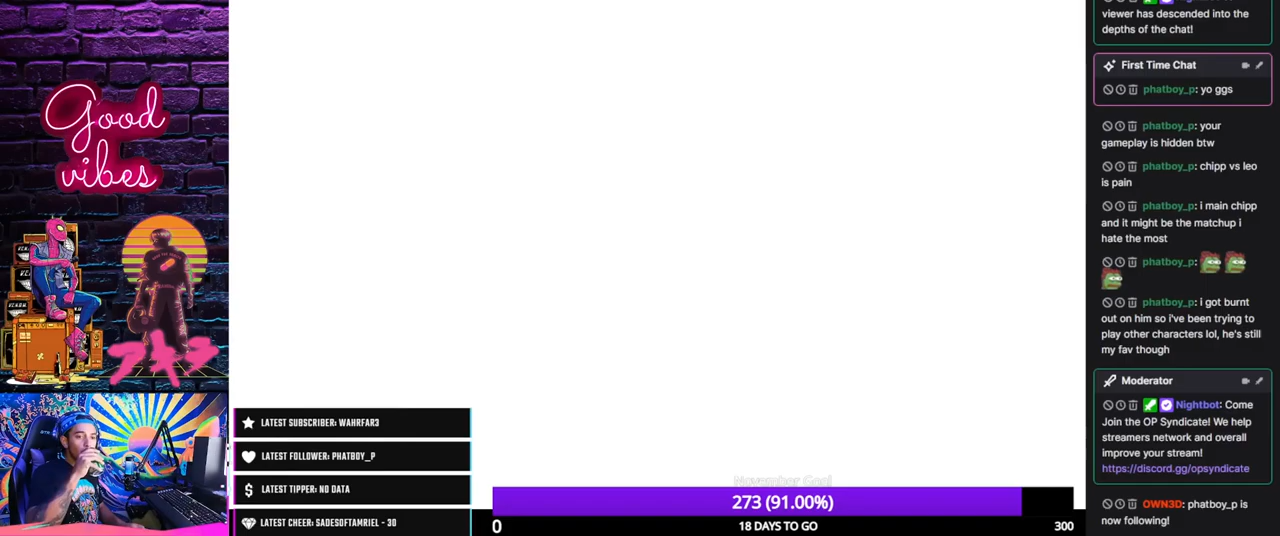 Good
vibes
LATEST SUBSCRIBER: WAHRFAR3
LATEST FOLLOWER: PHATBOY_P
LATEST TIPPER: NO DATA
LATEST CHEER: SADESOFTAMRIEL - 30
November Goal
273 (91.00%)
0
18 DAYS TO GO
300
viewer has descended into the
depths of the chat!
First Time Chat
phatboy_p: yo ggs
phatboy_p: your
gameplay is hidden btw
phatboy_p: chipp vs leo
is pain
phatboy_p: i main chipp
and it might be the matchup i
hate the most
phatboy_p:
phatboy_p: i got burnt
out on him so i've been trying to
play other characters lol, he's still
my fav though
Moderator
Nightbot: Come
Join the OP Syndicate! We help
streamers network and overall
improve your stream!
https://discord.gg/opsyndicate
OWN3D: phatboy_p is
now following!